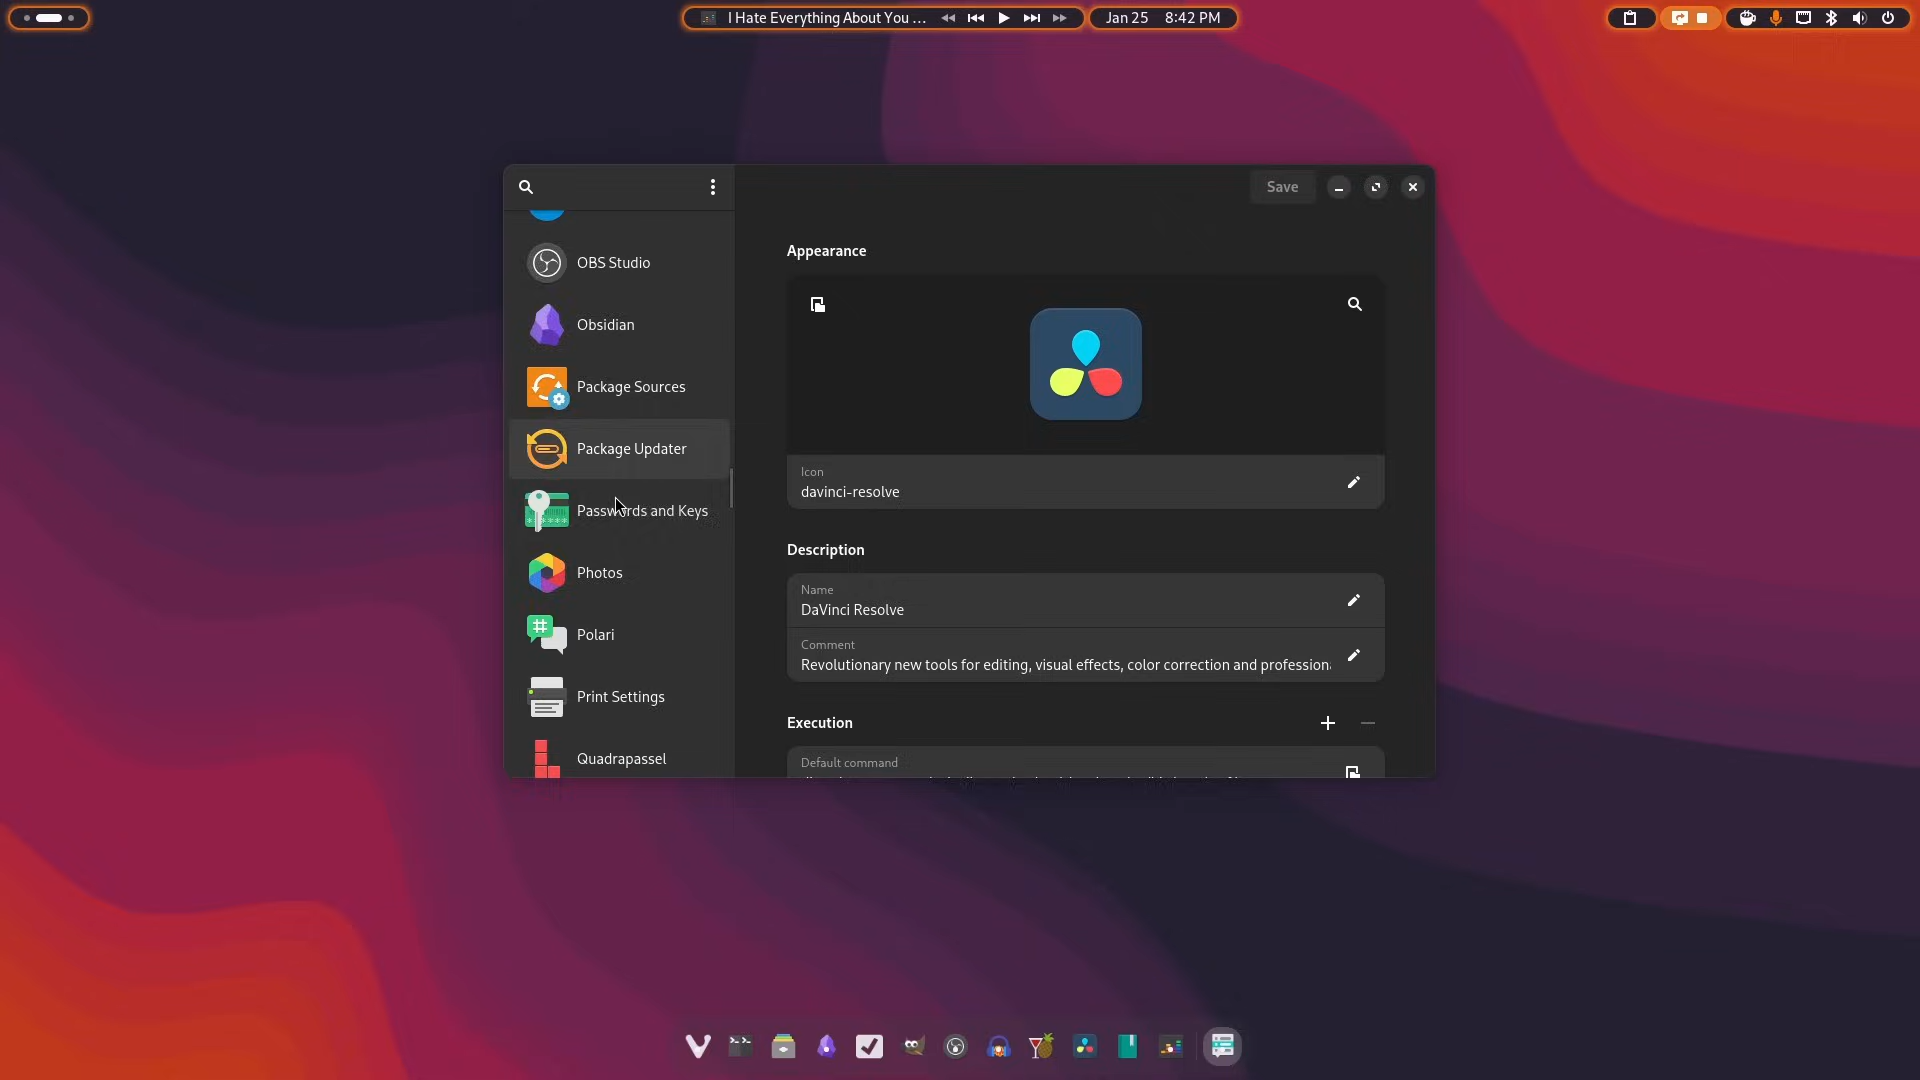 I Hate Everything About You ...
Jan 25 8:42 PM
Save
OBS Studio
Obsidian
Package Sources
Package Updater
Passwords and Keys
Photos
Polari
Print Settings
Quadrapassel
Appearance
Icon
davinci-resolve
Description
Name
DaVinci Resolve
Comment
Revolutionary new tools for editing, visual effects, color correction and profession
Execution
Default command